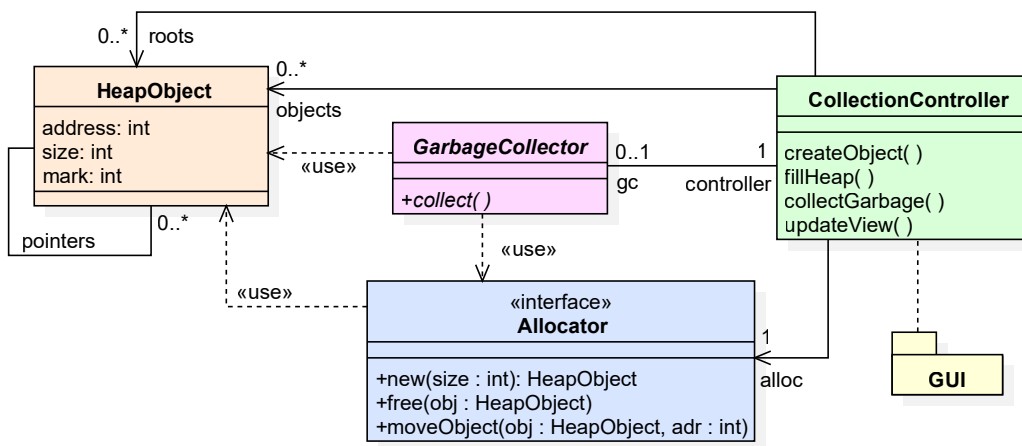 0..* roots
HeapObject
address: int
size: int
mark: int
0..*
pointers
0..*
objects
«use»
GarbageCollector
+collect( )
0..1
gc
1
controller
CollectionController
createObject( )
fillHeap( )
collectGarbage( )
updateView( )
«use»
«use»
«interface»
Allocator
+new(size : int): HeapObject
+free(obj : HeapObject)
+moveObject(obj : HeapObject, adr : int)
1
alloc
GUI